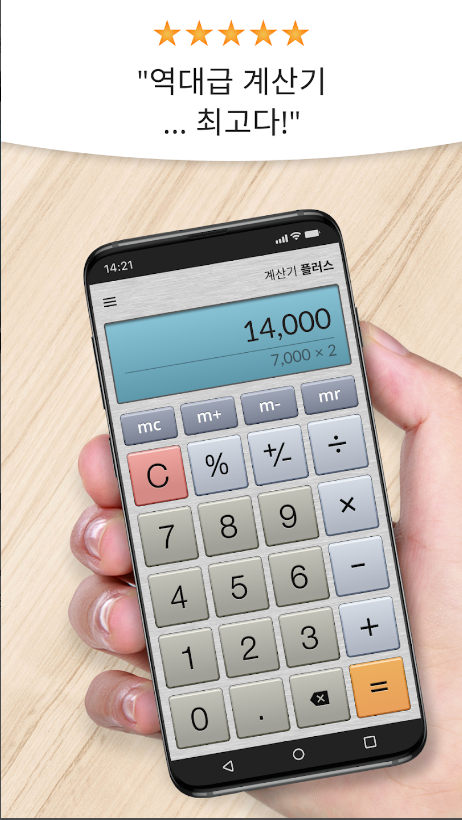 "역대급 계산기
... 최고다!"
14:21
계산기 플러스
14,000
7,000 × 2
mc m+ m- mr
C % +/- ÷
7 8 9 ×
4 5 6 −
1 2 3 +
0 . =